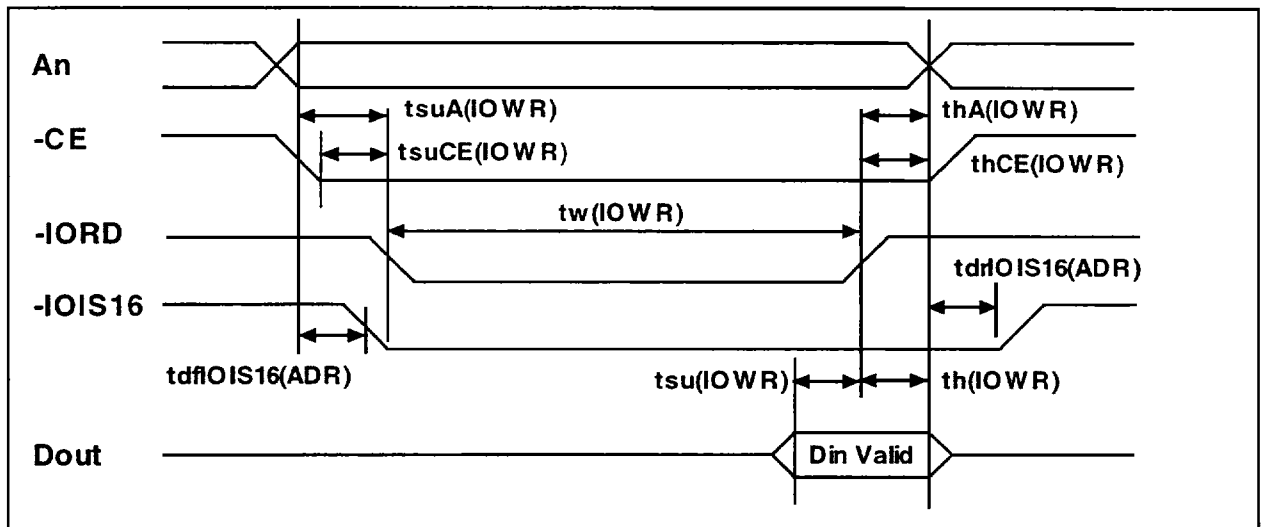 An
tsuA(IOWR)
thA(IOWR)
-CE
tsuCE(IOWR)
thCE(IOWR)
tw(IOWR)
-IORD
tdrIOIS16(ADR)
-IOIS16
tdfIOIS16(ADR)
tsu(IOWR)
th(IOWR)
Dout
Din Valid